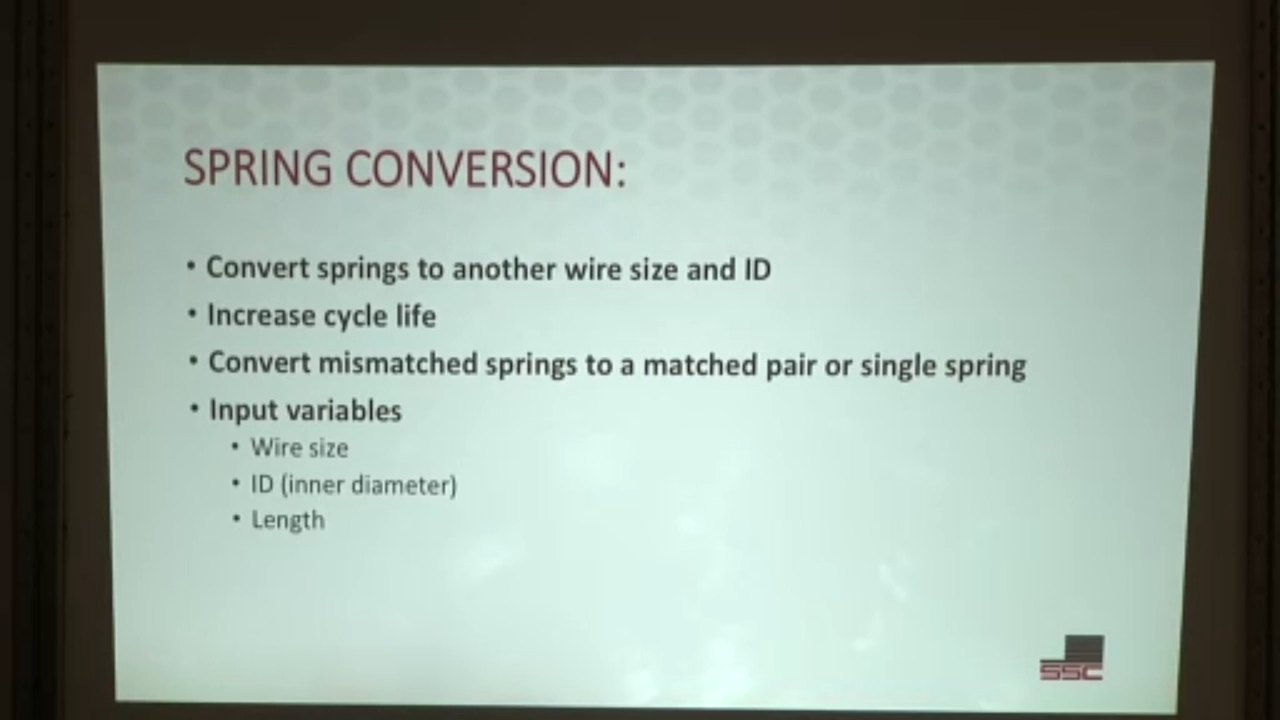 SPRING CONVERSION:
• Convert springs to another wire size and ID
• Increase cycle life
• Convert mismatched springs to a matched pair or single spring
• Input variables
• Wire size
• ID (inner diameter)
• Length
SSC